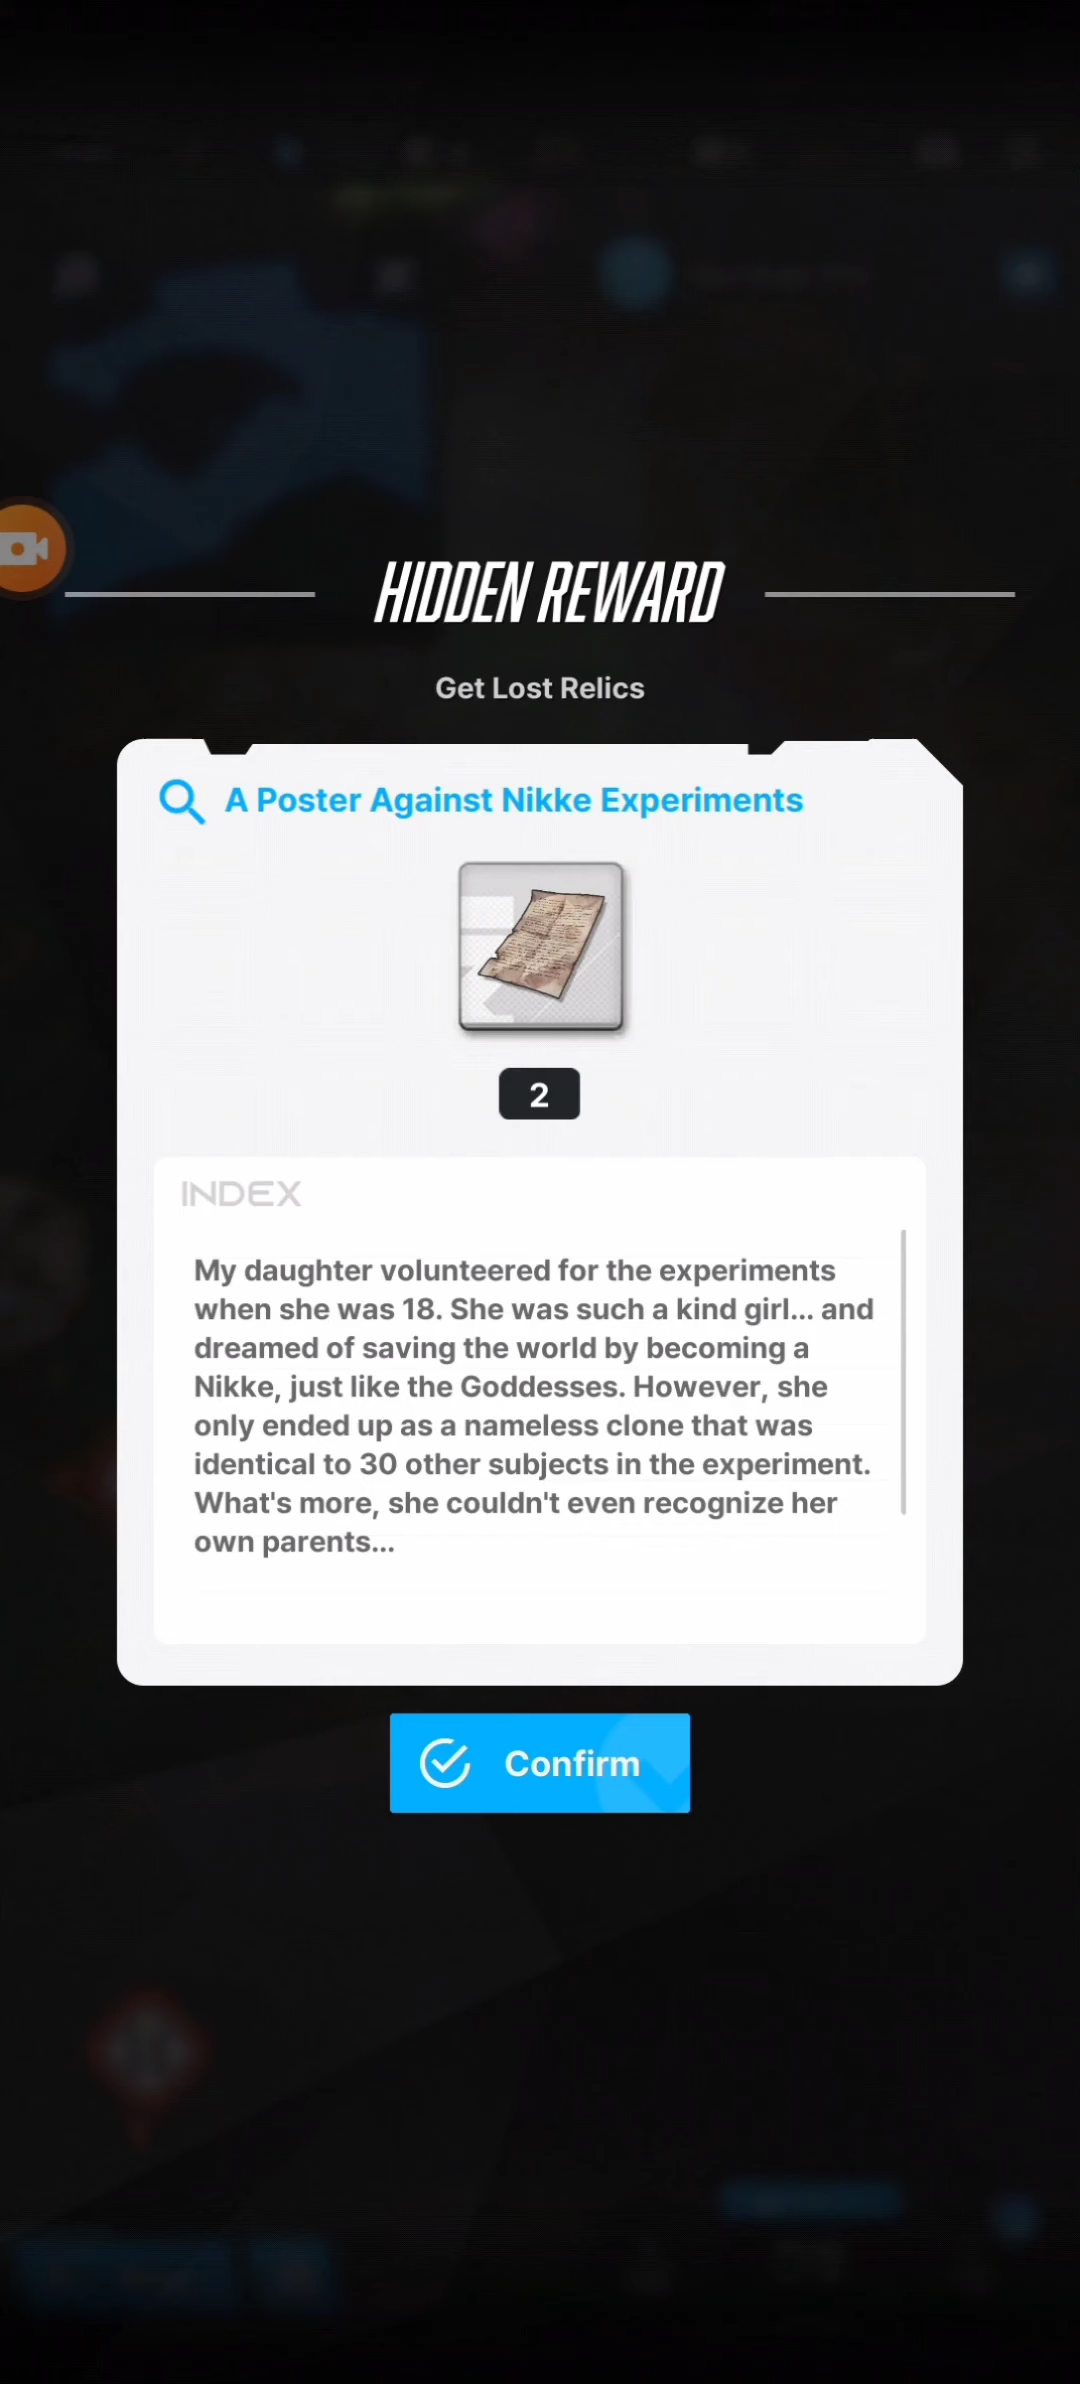 HIDDEN REWARD
Get Lost Relics
A Poster Against Nikke Experiments
2
INDEX
My daughter volunteered for the experiments
when she was 18. She was such a kind girl... and
dreamed of saving the world by becoming a
Nikke, just like the Goddesses. However, she
only ended up as a nameless clone that was
identical to 30 other subjects in the experiment.
What's more, she couldn't even recognize her
own parents...
Confirm